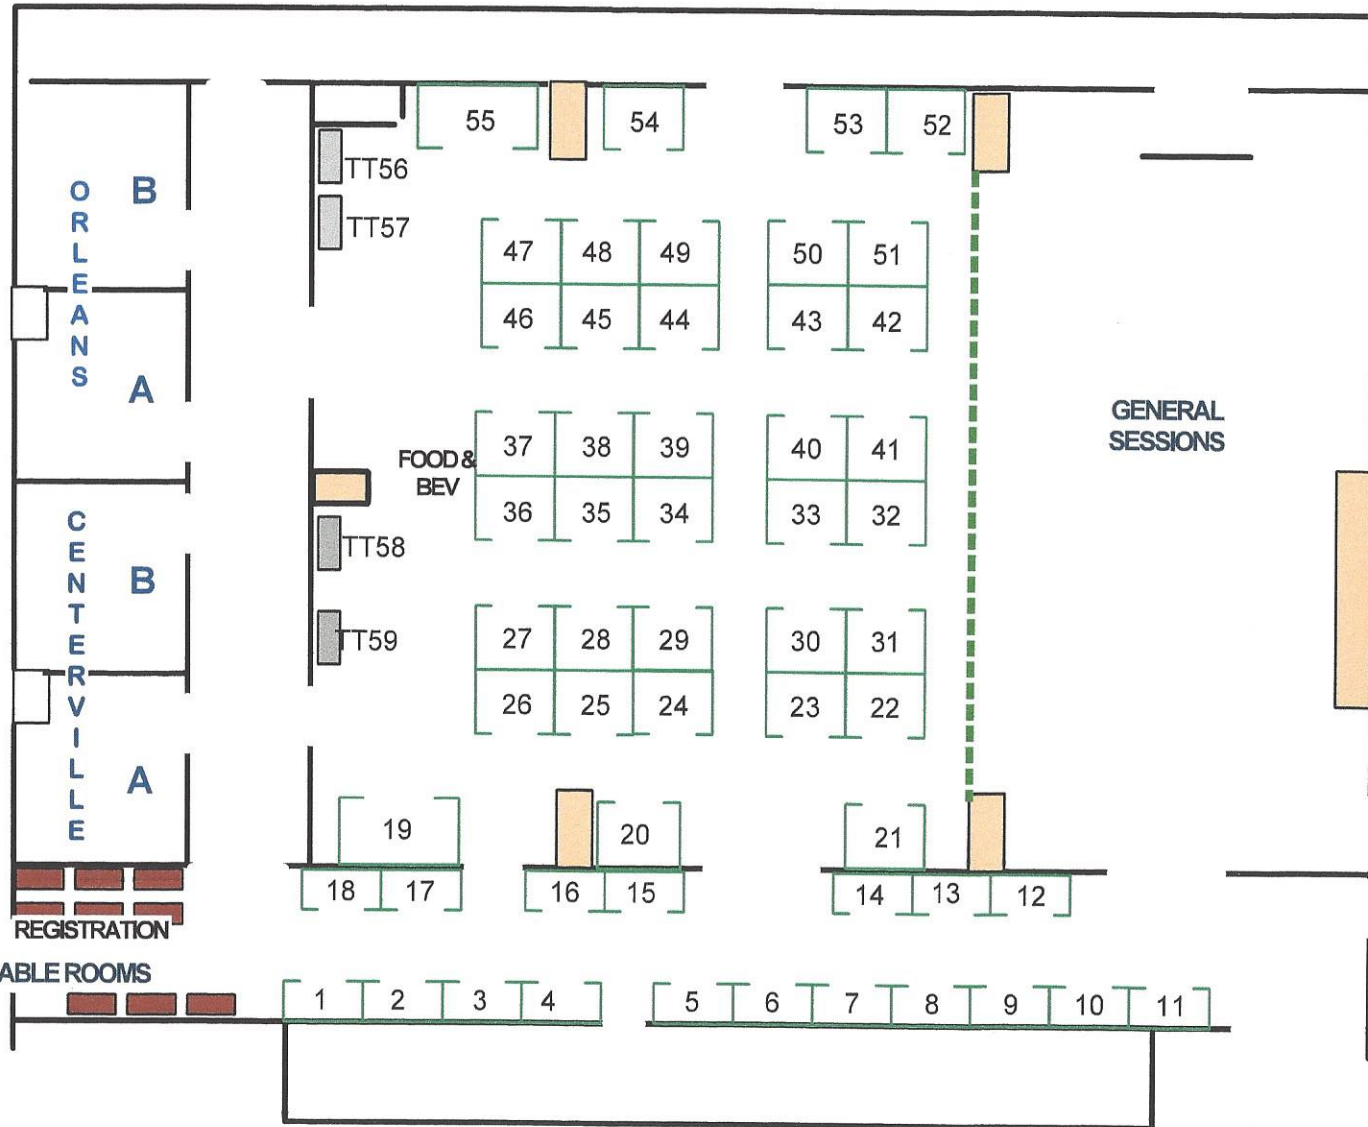 55
54
53
52
TT56
TT57
ORLEANS
B
A
47 48 49
46 45 44
50 51
43 42
GENERAL
SESSIONS
FOOD &
BEV
37 38 39
36 35 34
40 41
33 32
TT58
TT59
CENTERVILLE
B
A
27 28 29
26 25 24
30 31
23 22
19
20
21
18 17
16 15
14 13 12
REGISTRATION
ABLE ROOMS
1 2 3 4
5 6 7 8 9 10 11